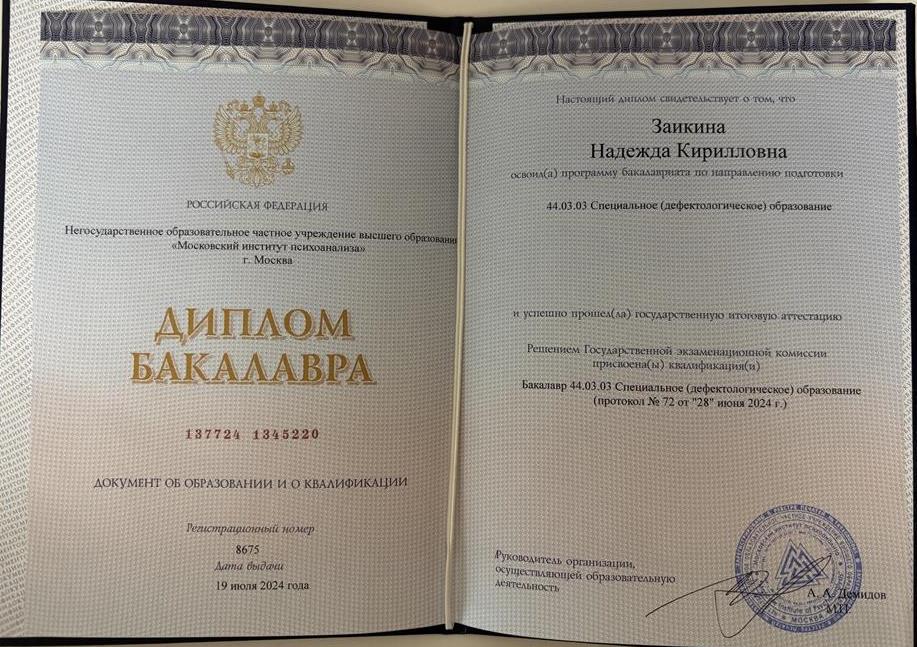 РОССИЙСКАЯ ФЕДЕРАЦИЯ
Негосударственное образовательное частное учреждение высшего образования
«Московский институт психоанализа»
г. Москва
ДИПЛОМ
БАКАЛАВРА
137724 1345220
ДОКУМЕНТ ОБ ОБРАЗОВАНИИ И О КВАЛИФИКАЦИИ
Регистрационный номер
8675
Дата выдачи
19 июля 2024 года
Настоящий диплом свидетельствует о том, что
Заикина
Надежда Кирилловна
освоил(а) программу бакалавриата по направлению подготовки
44.03.03 Специальное (дефектологическое) образование
и успешно прошел(ла) государственную итоговую аттестацию
Решением Государственной экзаменационной комиссии
присвоена(ы) квалификация(и)
Бакалавр 44.03.03 Специальное (дефектологическое) образование
(протокол № 72 от "28" июня 2024 г.)
Руководитель организации,
осуществляющей образовательную
деятельность
А. А. Демидов
М.П.
МОСКВА